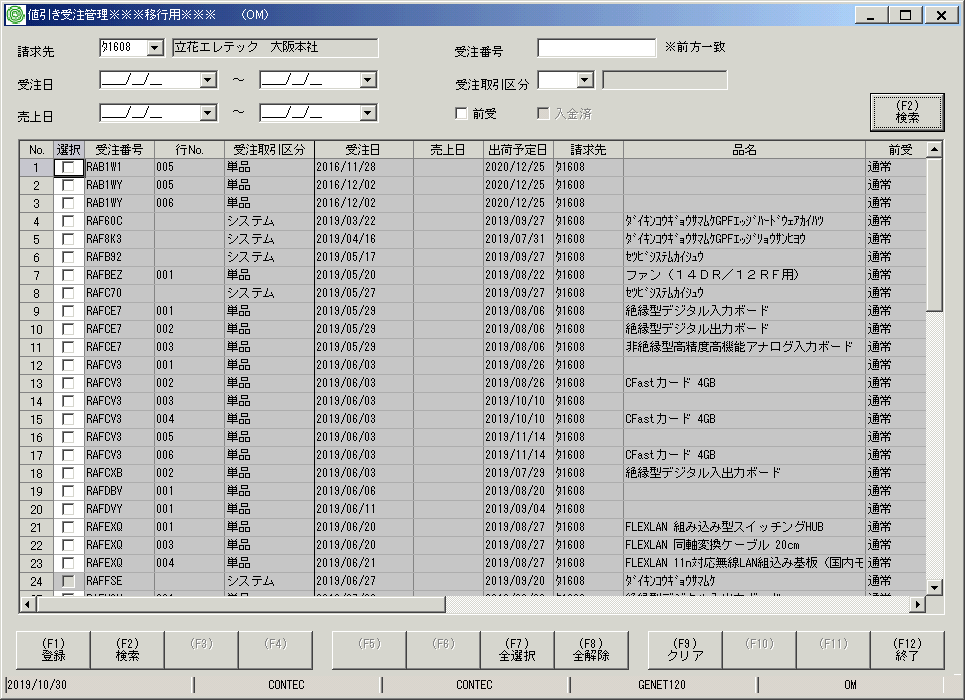 値引き受注管理※※※移行用※※※　　(OM)
請求先 ﾀ1608 立花エレテック　大阪本社 受注番号 ※前方一致
受注日 __/_/_ ～ __/_/_ 受注取引区分
売上日 __/_/_ ～ __/_/_ 前受 入金済
(F2)
検索
No. 選択 受注番号 行No. 受注取引区分 受注日 売上日 出荷予定日 請求先 品名 前受
1 RAB1W1 005 単品 2016/11/28 2020/12/25 ﾀ1608 通常
2 RAB1WY 005 単品 2016/12/02 2020/12/25 ﾀ1608 通常
3 RAB1WY 006 単品 2016/12/02 2020/12/25 ﾀ1608 通常
4 RAF60C システム 2019/03/22 2019/09/27 ﾀ1608 ﾀﾞｲｷﾝｺｳｷﾞｮｳｻﾏﾑｹGPFｴｯｼﾞﾊｰﾄﾞｳｪｱｶｲﾊﾂ 通常
5 RAF8K3 システム 2019/04/16 2019/07/31 ﾀ1608 ﾀﾞｲｷﾝｺｳｷﾞｮｳｻﾏﾑｹGPFｴｯｼﾞﾘｮｳｻﾝﾋﾖｳ 通常
6 RAFB92 システム 2019/05/17 2019/09/27 ﾀ1608 ｾﾂﾋﾞｼｽﾃﾑｶｲｼｭｳ 通常
7 RAFBEZ 001 単品 2019/05/20 2019/08/22 ﾀ1608 ファン（１４ＤＲ／１２ＲＦ用） 通常
8 RAFC70 システム 2019/05/27 2019/09/27 ﾀ1608 ｾﾂﾋﾞｼｽﾃﾑｶｲｼｭｳ 通常
9 RAFCE7 001 単品 2019/05/29 2019/08/06 ﾀ1608 絶縁型デジタル入力ボード 通常
10 RAFCE7 002 単品 2019/05/29 2019/08/06 ﾀ1608 絶縁型デジタル出力ボード 通常
11 RAFCE7 003 単品 2019/05/29 2019/08/06 ﾀ1608 非絶縁型高精度高機能アナログ入力ボード 通常
12 RAFCV3 001 単品 2019/06/03 2019/08/26 ﾀ1608 通常
13 RAFCV3 002 単品 2019/06/03 2019/08/26 ﾀ1608 CFastカード 4GB 通常
14 RAFCV3 003 単品 2019/06/03 2019/10/10 ﾀ1608 通常
15 RAFCV3 004 単品 2019/06/03 2019/10/10 ﾀ1608 CFastカード 4GB 通常
16 RAFCV3 005 単品 2019/06/03 2019/11/14 ﾀ1608 通常
17 RAFCV3 006 単品 2019/06/03 2019/11/14 ﾀ1608 CFastカード 4GB 通常
18 RAFCXB 002 単品 2019/06/03 2019/07/29 ﾀ1608 絶縁型デジタル入出力ボード 通常
19 RAFDBV 001 単品 2019/06/06 2019/08/20 ﾀ1608 通常
20 RAFDVY 001 単品 2019/06/11 2019/09/04 ﾀ1608 通常
21 RAFEXQ 001 単品 2019/06/20 2019/08/27 ﾀ1608 FLEXLAN 組み込み型スイッチングHUB 通常
22 RAFEXQ 003 単品 2019/06/20 2019/08/27 ﾀ1608 FLEXLAN 同軸変換ケーブル 20cm 通常
23 RAFEXQ 004 単品 2019/06/21 2019/08/27 ﾀ1608 FLEXLAN 11n対応無線LAN組込み基板（国内モ 通常
24 RAFFSE システム 2019/06/27 2019/09/20 ﾀ1608 ﾀﾞｲｷﾝｺｳｷﾞｮｳｻﾏﾑｹ 通常
(F1) (F2) (F3) (F4) (F5) (F6) (F7) (F8) (F9) (F10) (F11) (F12)
登録 検索 全選択 全解除 クリア 終了
2019/10/30 CONTEC CONTEC GENET120 OM